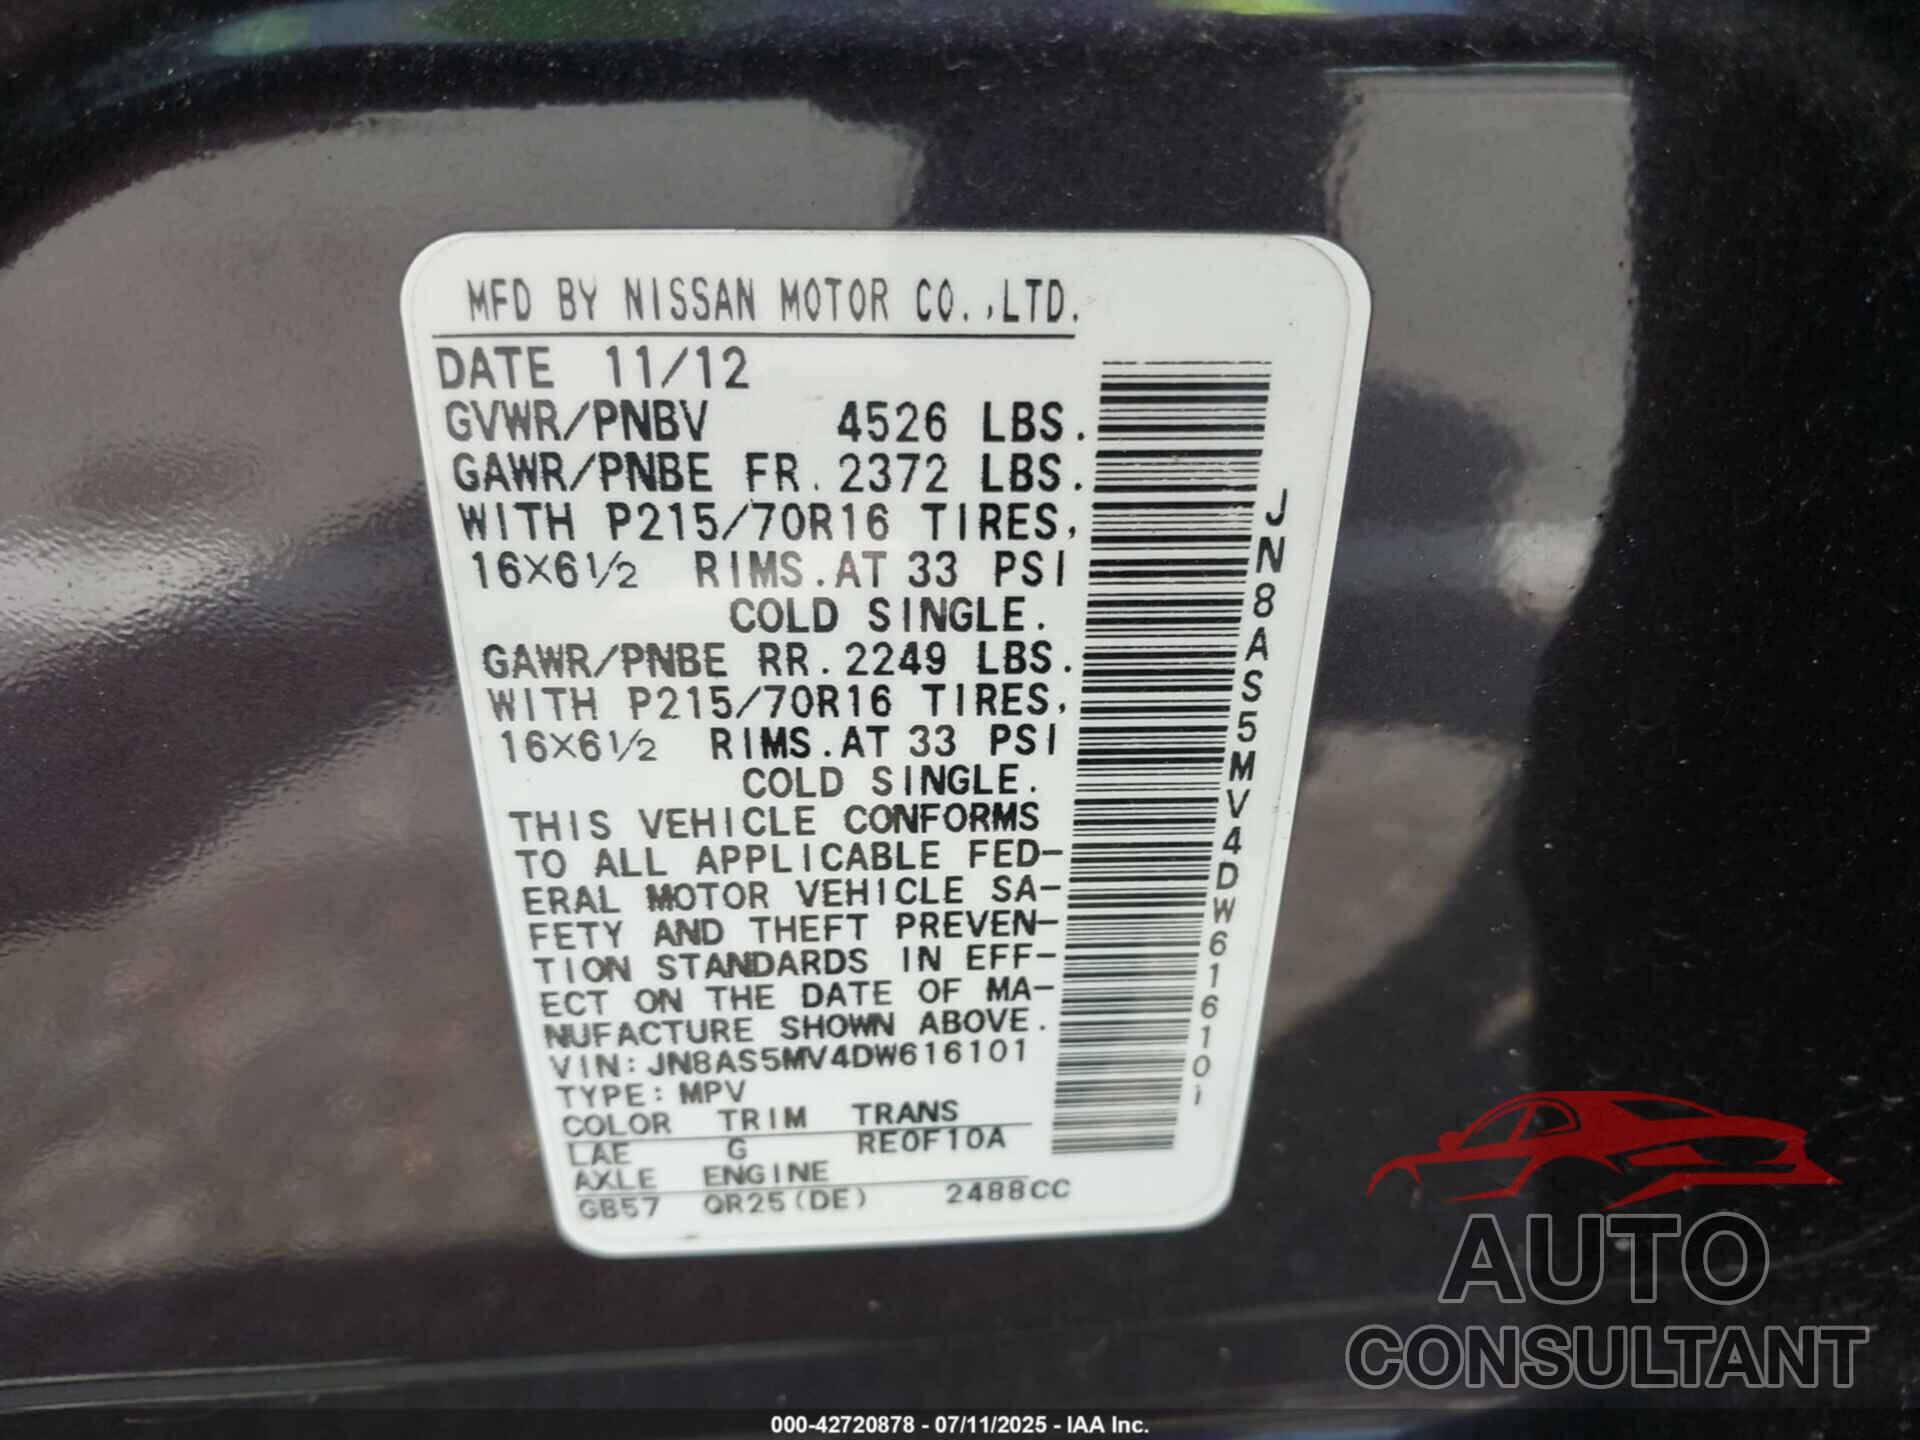 MFD BY NISSAN MOTOR CO.,LTD.
DATE 11/12
GVWR/PNBV 4526 LBS.
GAWR/PNBE FR. 2372 LBS.
WITH P215/70R16 TIRES,
16X6½ RIMS.AT 33 PSI
COLD SINGLE.
GAWR/PNBE RR. 2249 LBS.
WITH P215/70R16 TIRES,
16X6½ RIMS.AT 33 PSI
COLD SINGLE.
THIS VEHICLE CONFORMS
TO ALL APPLICABLE FED-
ERAL MOTOR VEHICLE SA-
FETY AND THEFT PREVEN-
TION STANDARDS IN EFF-
ECT ON THE DATE OF MA-
NUFACTURE SHOWN ABOVE.
VIN: JN8AS5MV4DW616101
TYPE: MPV
COLOR TRIM TRANS
LAE G RE0F10A
AXLE ENGINE
GB57 QR25(DE) 2488CC
JN8AS5MV4DW616101
AUTO
CONSULTANT
000-42720878 - 07/11/2025 - IAA Inc.